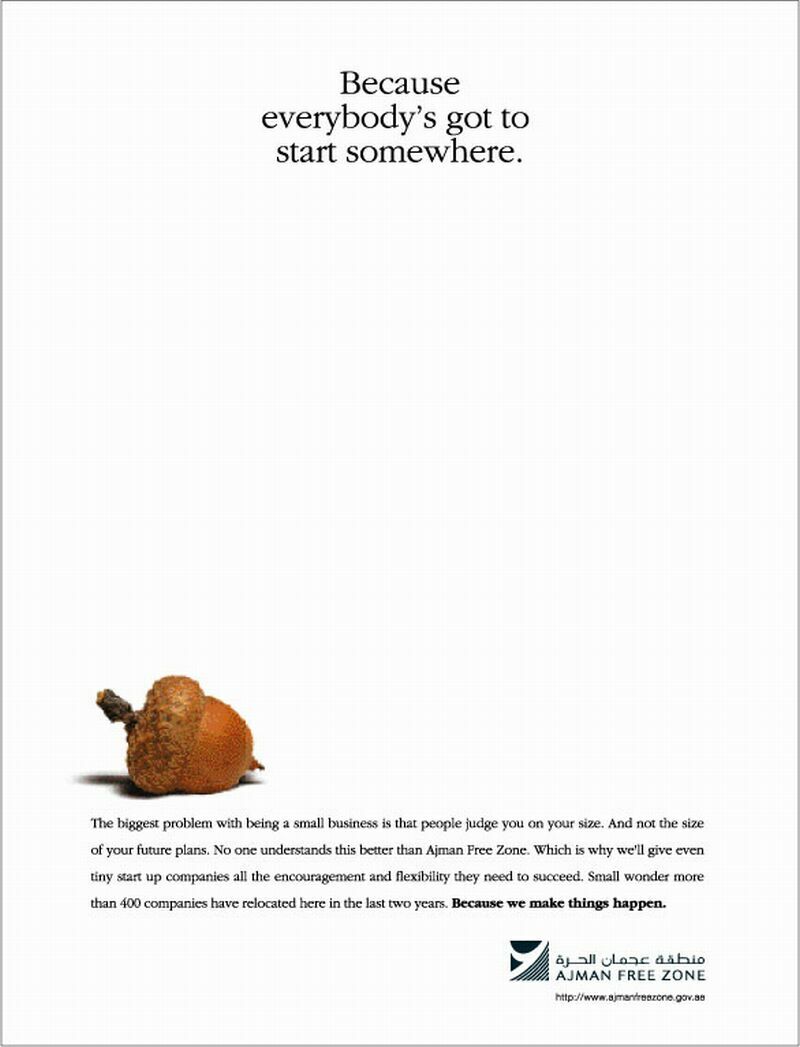 Because
everybody's got to
start somewhere.
The biggest problem with being a small business is that people judge you on your size. And not the size
of your future plans. No one understands this better than Ajman Free Zone. Which is why we'll give even
tiny start up companies all the encouragement and flexibility they need to succeed. Small wonder more
than 400 companies have relocated here in the last two years. Because we make things happen.
منطقة عجمان الحرة
AJMAN FREE ZONE
http://www.ajmanfreezone.gov.ae